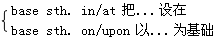 base sth. in/at 把...设在
base sth. on/upon 以...为基础